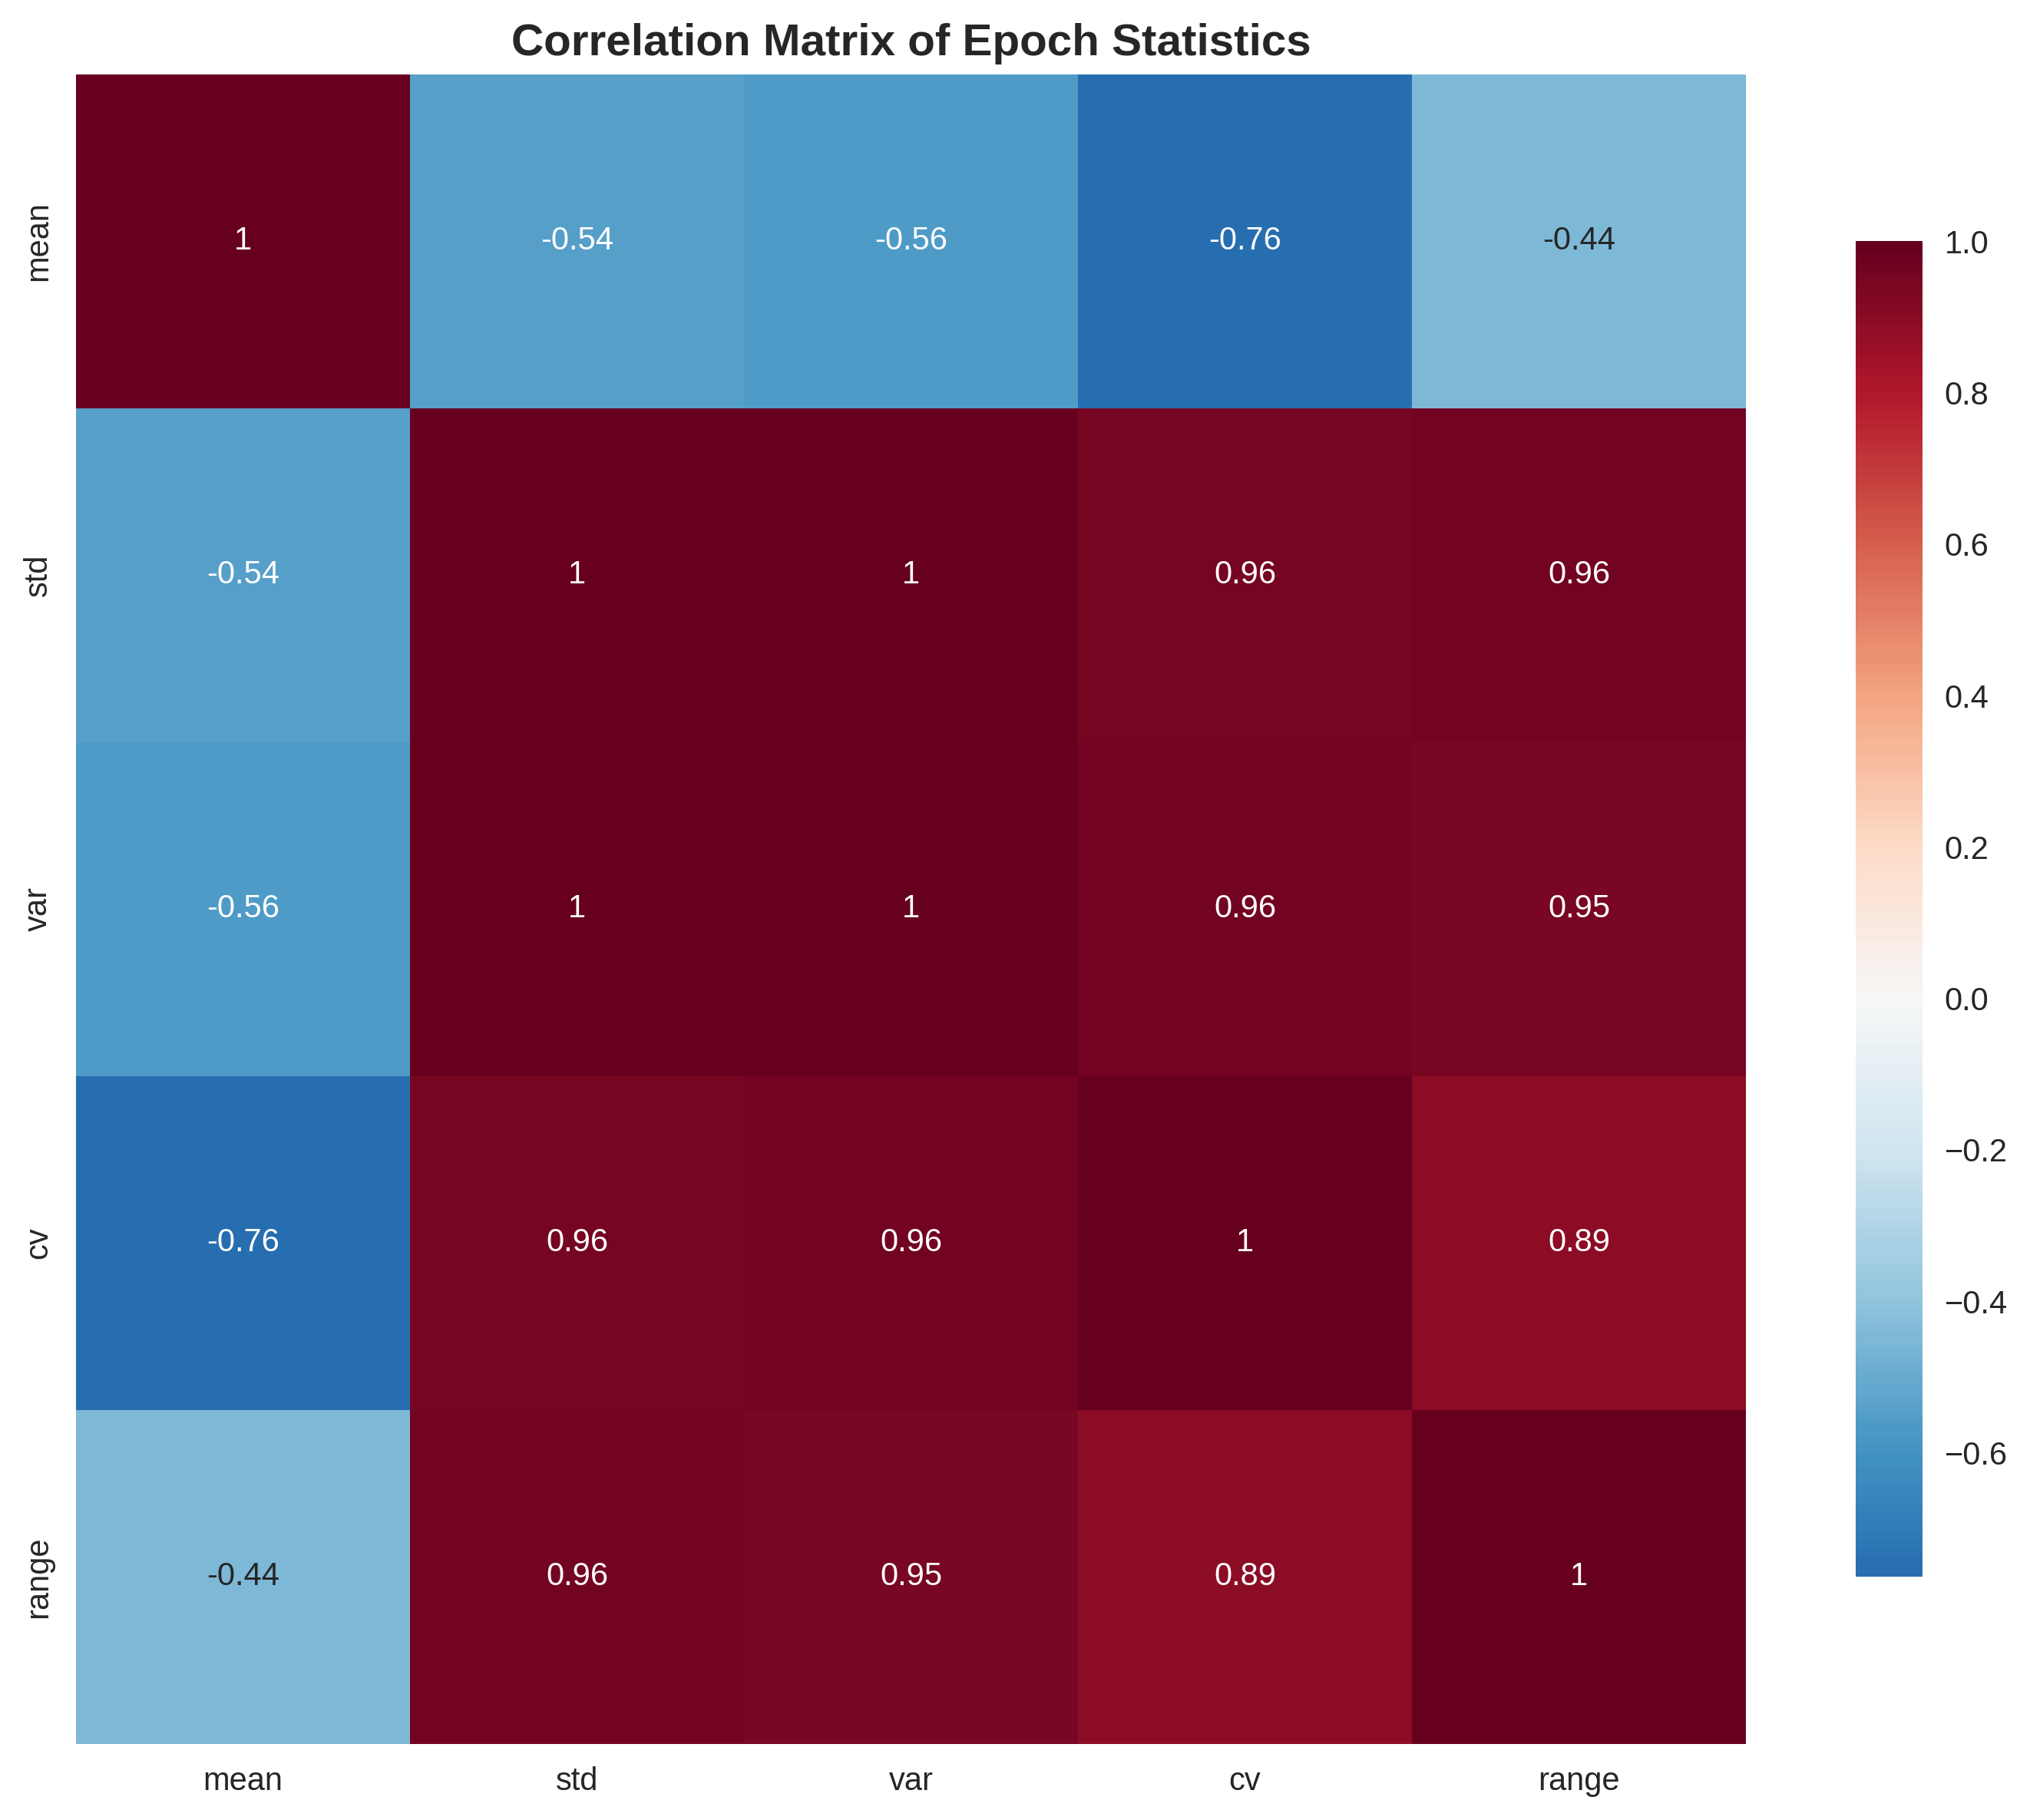 Correlation Matrix of Epoch Statistics
mean 1 -0.54 -0.56 -0.76 -0.44
std -0.54 1 1 0.96 0.96
var -0.56 1 1 0.96 0.95
cv -0.76 0.96 0.96 1 0.89
range -0.44 0.96 0.95 0.89 1
mean std var cv range
1.0
0.8
0.6
0.4
0.2
0.0
−0.2
−0.4
−0.6